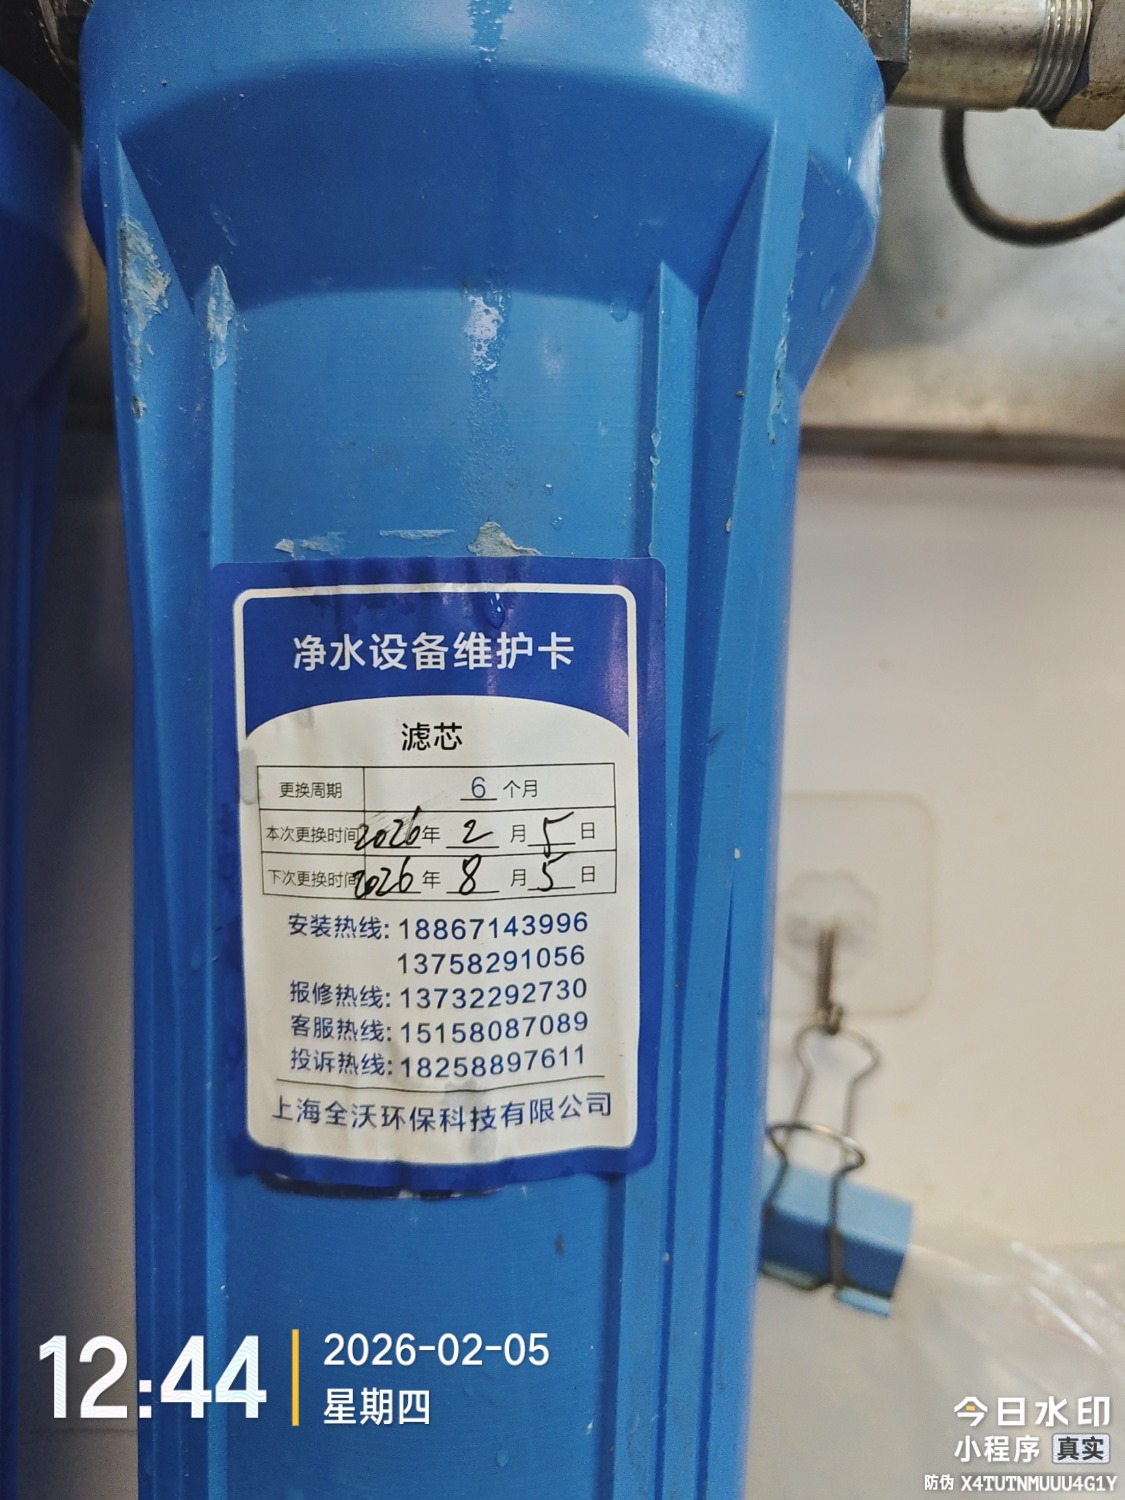 净水设备维护卡
滤芯
更换周期 6 个月
本次更换时间 2026 年 2 月 5 日
下次更换时间 2026 年 8 月 5 日
安装热线: 18867143996
13758291056
报修热线: 13732292730
客服热线: 15158087089
投诉热线: 18258897611
上海全沃环保科技有限公司
12:44
2026-02-05
星期四
今日水印
小程序 真实
防伪 X4TUTNMUUU4G1Y